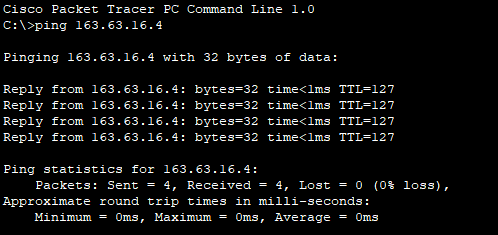 Cisco Packet Tracer PC Command Line 1.0
C:\>ping 163.63.16.4
Pinging 163.63.16.4 with 32 bytes of data:
Reply from 163.63.16.4: bytes=32 time<1ms TTL=127
Reply from 163.63.16.4: bytes=32 time<1ms TTL=127
Reply from 163.63.16.4: bytes=32 time<1ms TTL=127
Reply from 163.63.16.4: bytes=32 time<1ms TTL=127
Ping statistics for 163.63.16.4:
    Packets: Sent = 4, Received = 4, Lost = 0 (0% loss),
Approximate round trip times in milli-seconds:
    Minimum = 0ms, Maximum = 0ms, Average = 0ms